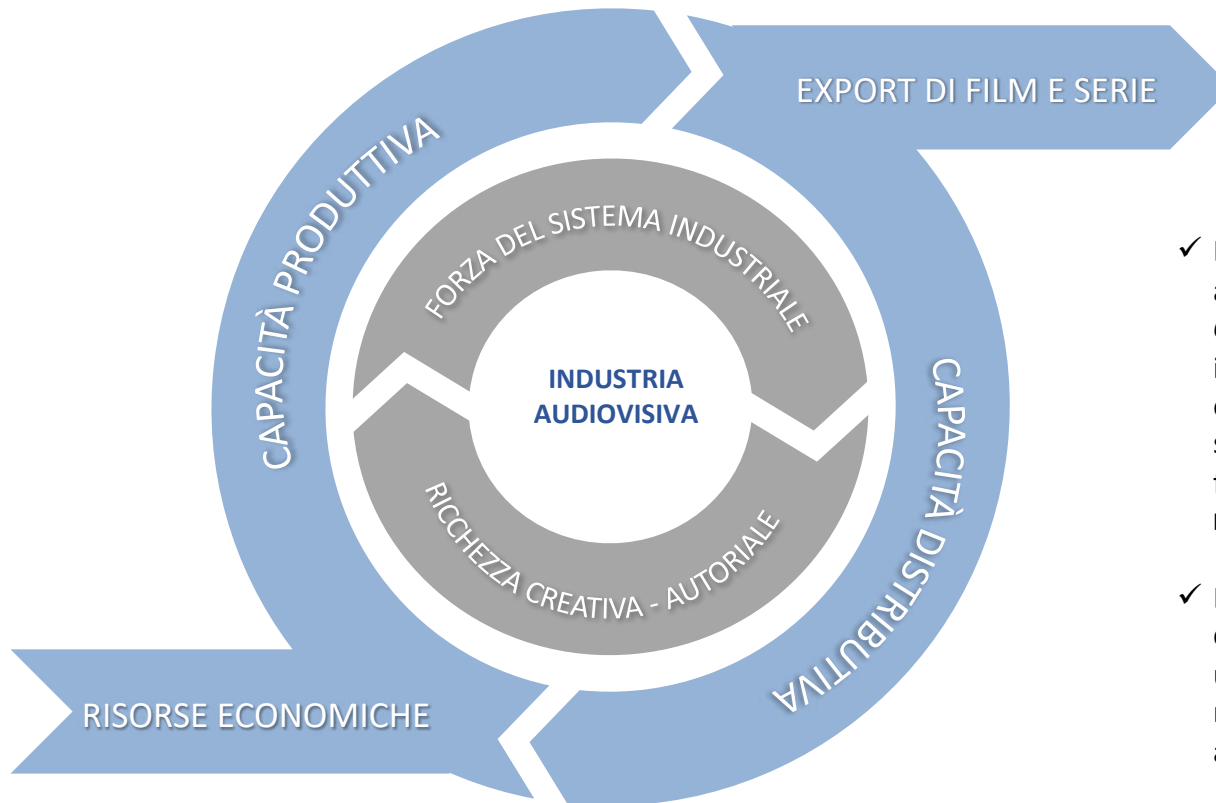 EXPORT DI FILM E SERIE
CAPACITÀ PRODUTTIVA
FORZA DEL SISTEMA INDUSTRIALE
INDUSTRIA
AUDIOVISIVA
CAPACITÀ DISTRIBUTIVA
RICCHEZZA CREATIVA - AUTORIALE
RISORSE ECONOMICHE